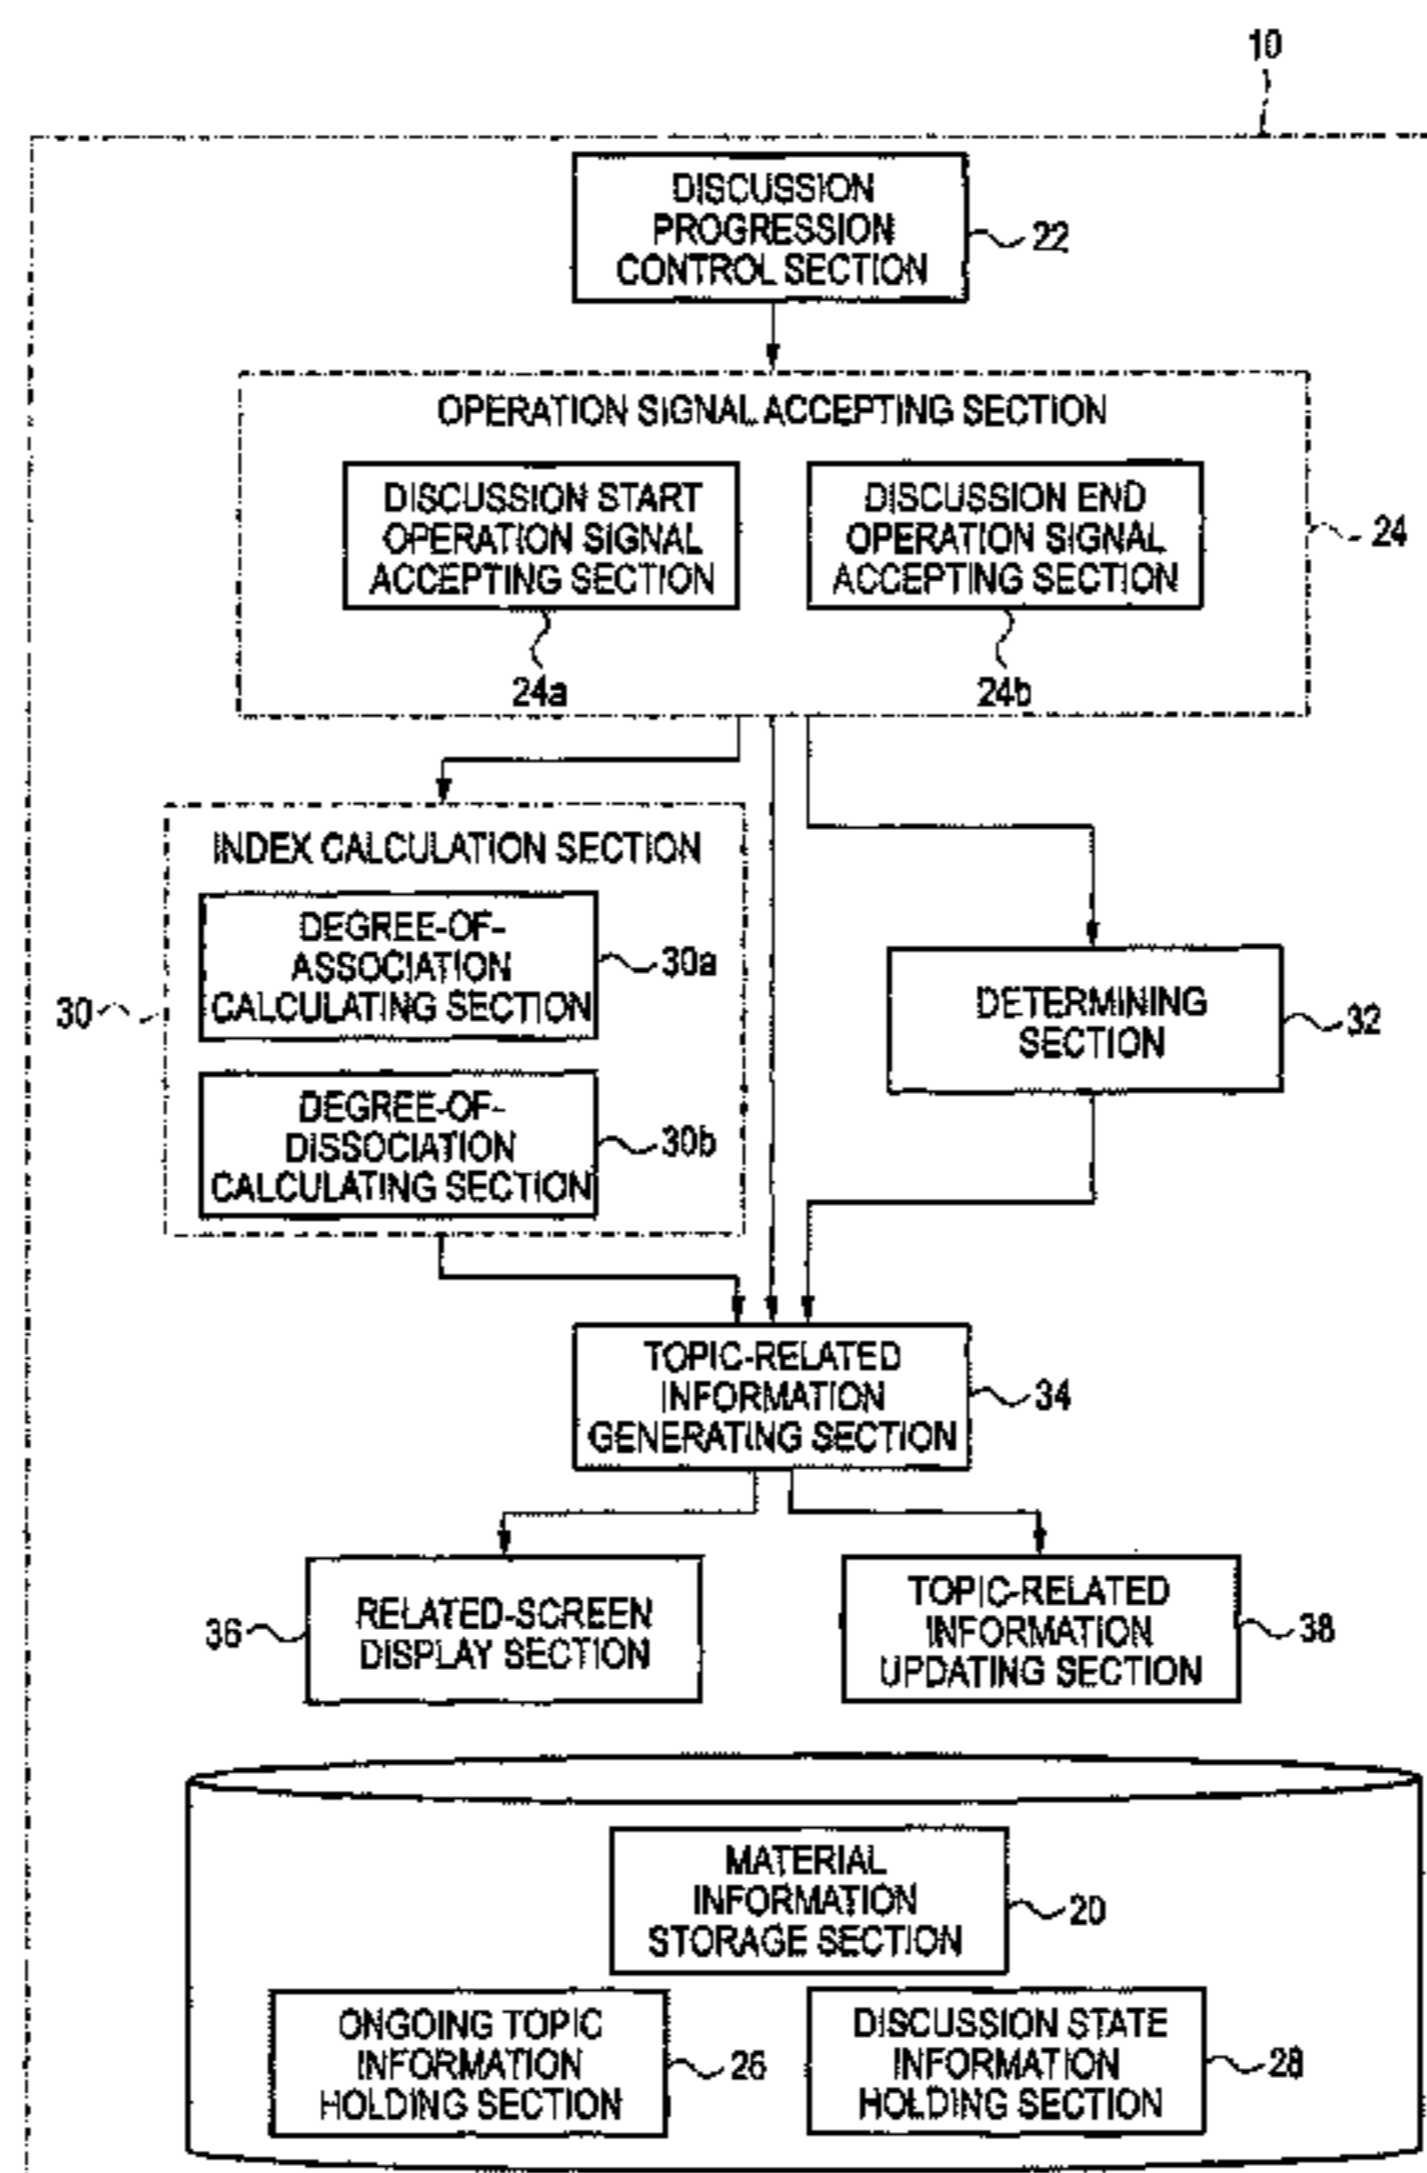 10
DISCUSSION
PROGRESSION
CONTROL SECTION
22
OPERATION SIGNAL ACCEPTING SECTION
DISCUSSION START
OPERATION SIGNAL
ACCEPTING SECTION
DISCUSSION END
OPERATION SIGNAL
ACCEPTING SECTION
24
24a
24b
INDEX CALCULATION SECTION
DEGREE-OF-
ASSOCIATION
CALCULATING SECTION
30a
30
DETERMINING
SECTION
32
DEGREE-OF-
DISSOCIATION
CALCULATING SECTION
30b
TOPIC-RELATED
INFORMATION
GENERATING SECTION
34
RELATED-SCREEN
DISPLAY SECTION
36
TOPIC-RELATED
INFORMATION
UPDATING SECTION
38
MATERIAL
INFORMATION
STORAGE SECTION
20
ONGOING TOPIC
INFORMATION
HOLDING SECTION
26
DISCUSSION STATE
INFORMATION
HOLDING SECTION
28